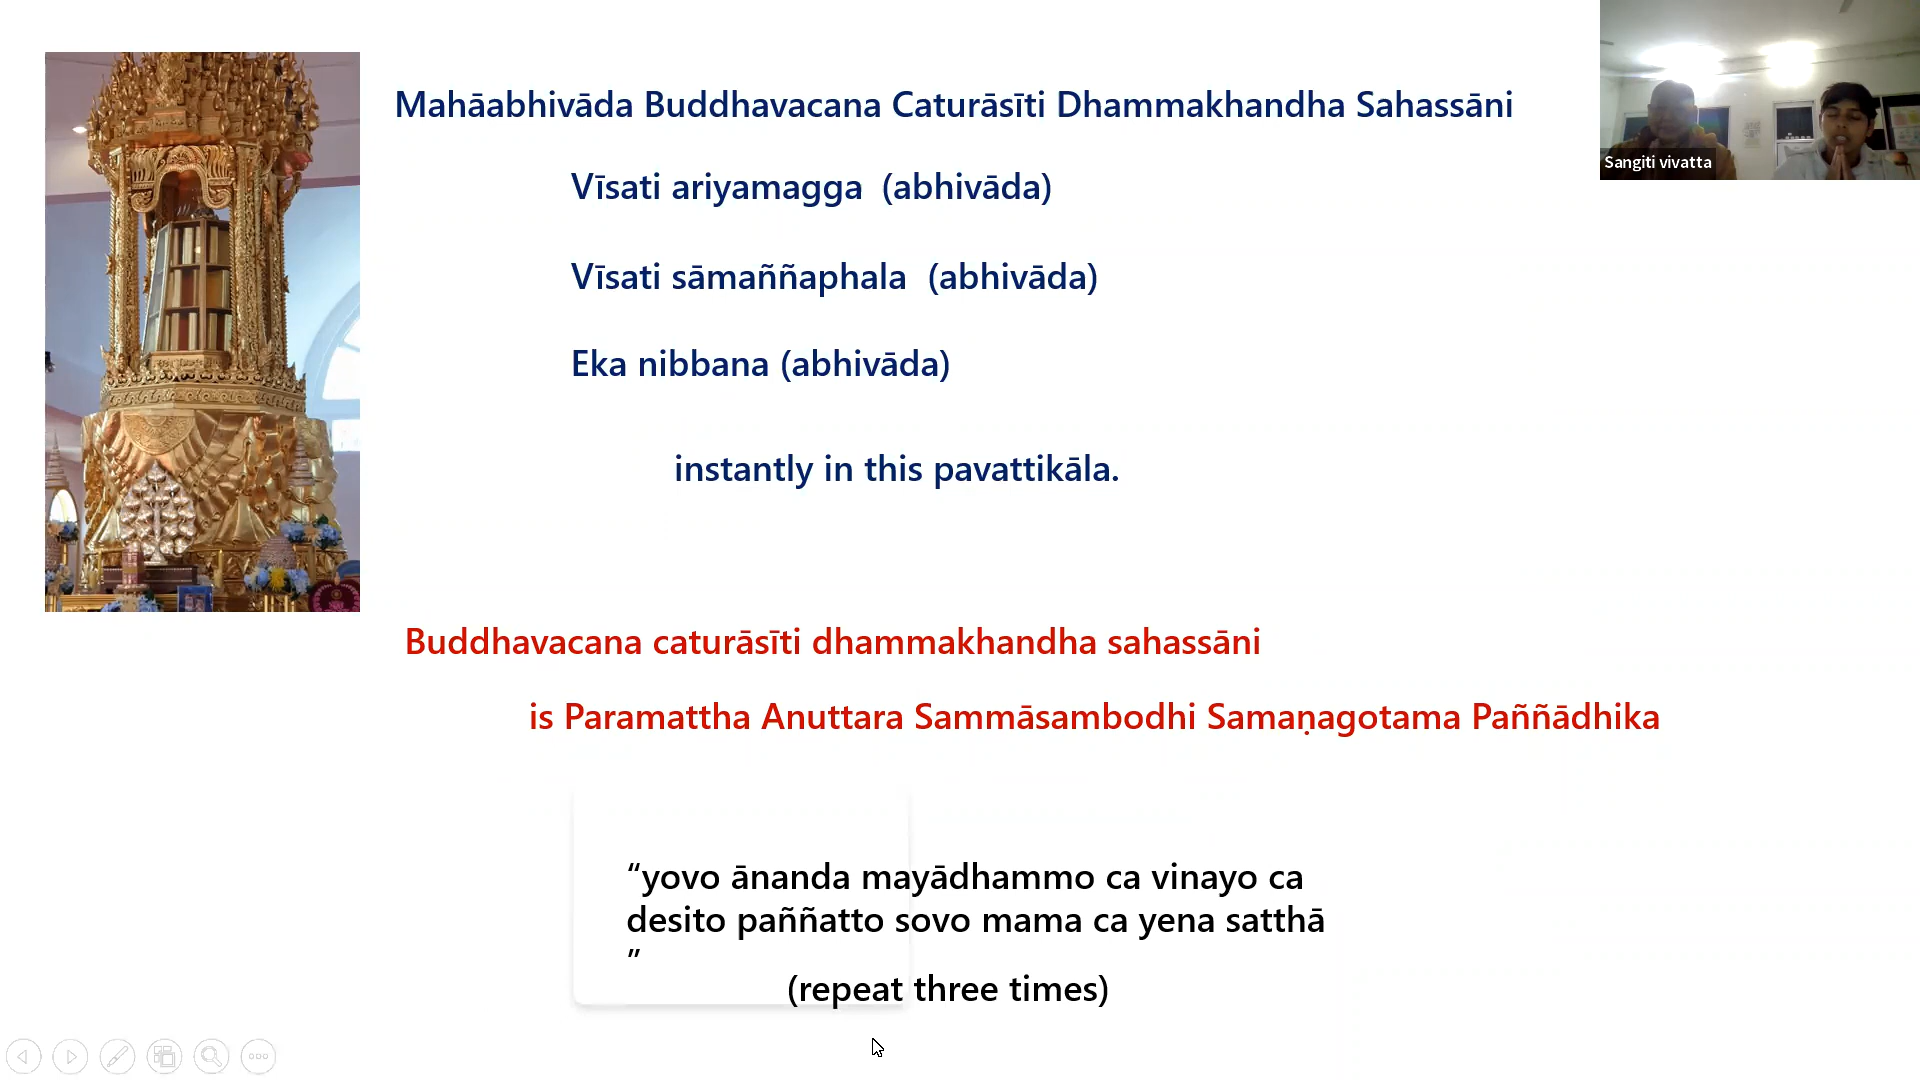 Mahāabhivāda Buddhavacana Caturāsīti Dhammakhandha Sahassāni
Sangiti vivatta
Vīsati ariyamagga (abhivāda)
Vīsati sāmaññaphala (abhivāda)
Eka nibbana (abhivāda)
instantly in this pavattikāla.
Buddhavacana caturāsīti dhammakhandha sahassāni
is Paramattha Anuttara Sammāsambodhi Samaṇagotama Paññādhika
“yovo ānanda mayādhammo ca vinayo ca
desito paññatto sovo mama ca yena satthā
”
(repeat three times)